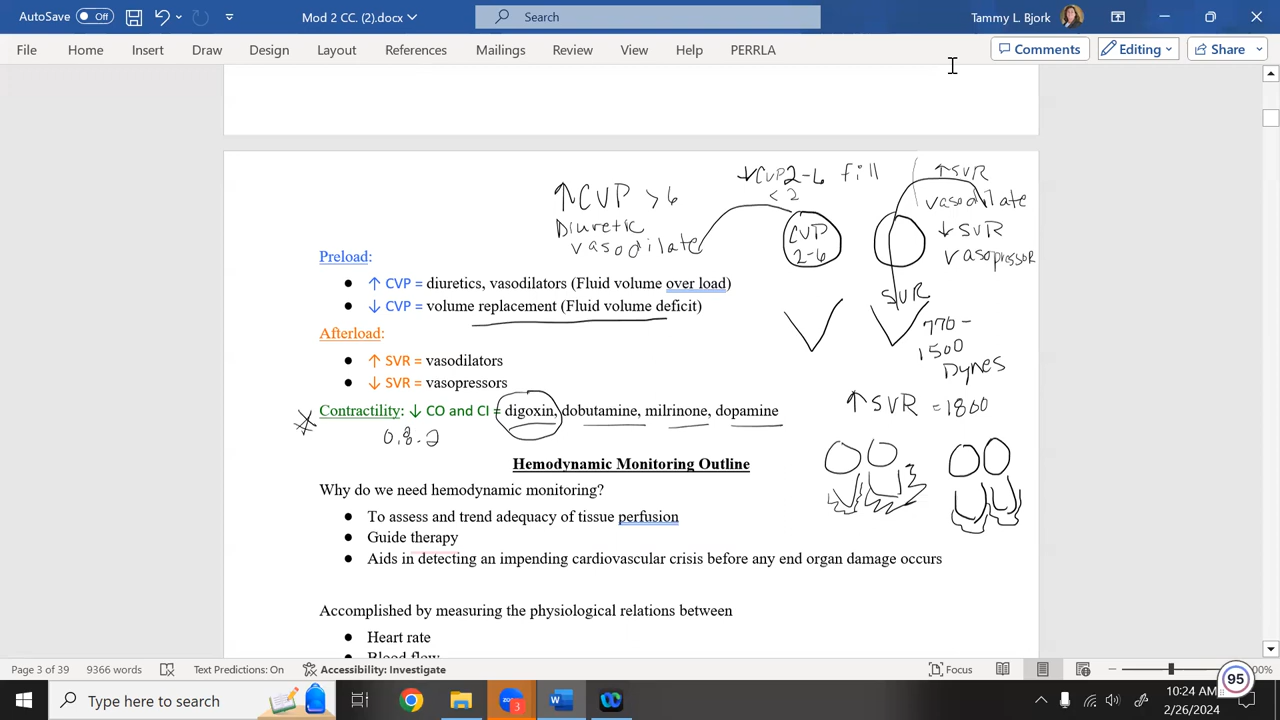 AutoSave Off Mod 2 CC. (2).docx Search Tammy L. Bjork
File Home Insert Draw Design Layout References Mailings Review View Help PERRLA Comments Editing Share
↑CVP > 6
Diuretic
vasodilate
↓CVP 2-6 fill
< 2
CVP
2-6
↑SVR
vasodilate
↓ SVR
vasopressor
SVR
770-
1500
Dynes
↑SVR = 1800
Preload:
● ↑ CVP = diuretics, vasodilators (Fluid volume over load)
● ↓ CVP = volume replacement (Fluid volume deficit)
Afterload:
● ↑ SVR = vasodilators
● ↓ SVR = vasopressors
Contractility: ↓ CO and CI = digoxin, dobutamine, milrinone, dopamine
0.8-2
Hemodynamic Monitoring Outline
Why do we need hemodynamic monitoring?
● To assess and trend adequacy of tissue perfusion
● Guide therapy
● Aids in detecting an impending cardiovascular crisis before any end organ damage occurs
Accomplished by measuring the physiological relations between
● Heart rate
● Blood flow
Page 3 of 39 9366 words Text Predictions: On Accessibility: Investigate Focus 00%
95
Type here to search zoom 3 10:24 AM
2/26/2024